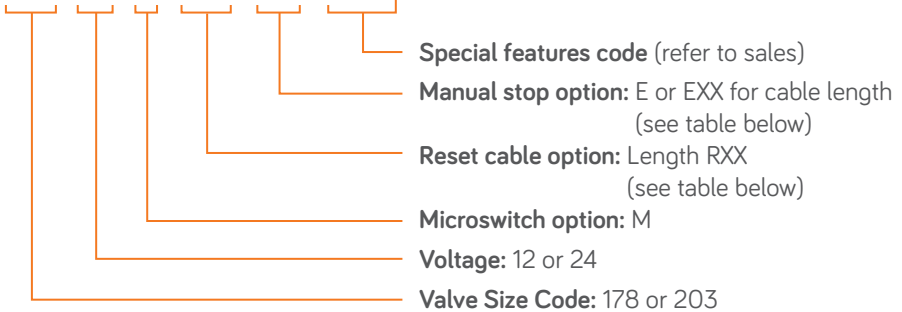 Special features code (refer to sales)
Manual stop option: E or EXX for cable length
(see table below)
Reset cable option: Length RXX
(see table below)
Microswitch option: M
Voltage: 12 or 24
Valve Size Code: 178 or 203